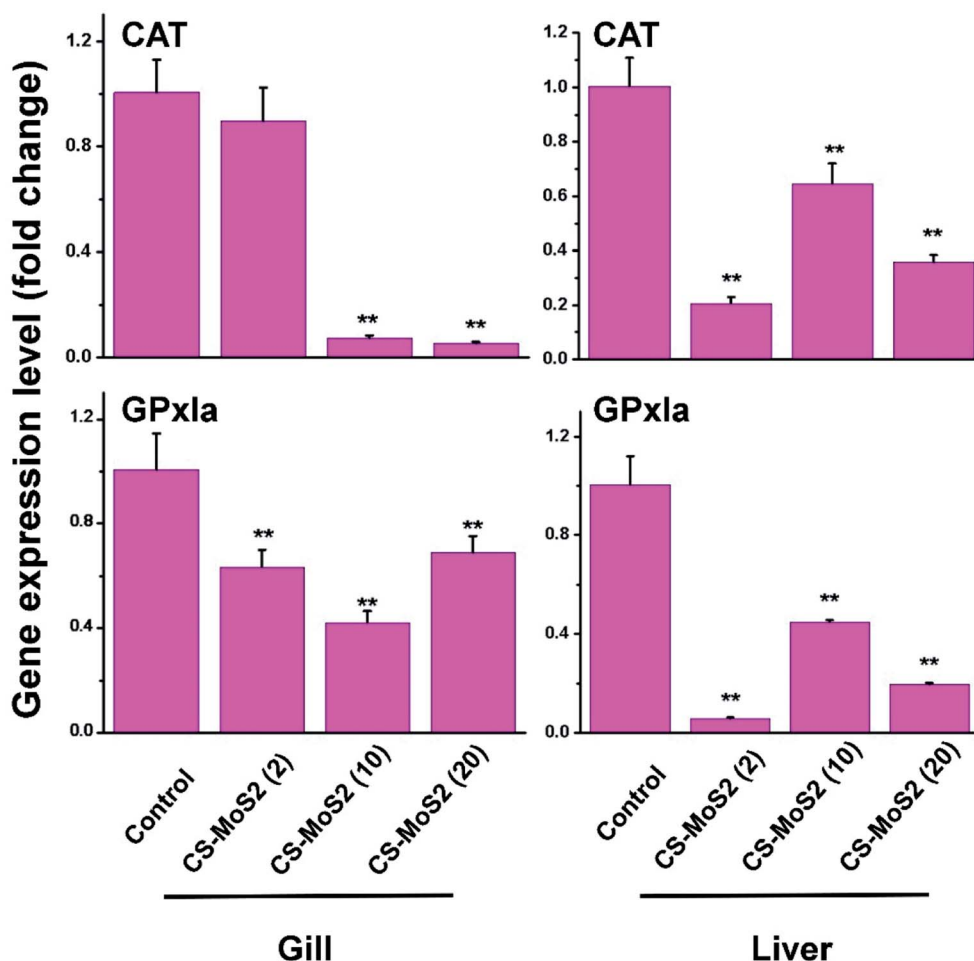 Gene expression level (fold change)
CAT
1.2
0.8
0.4
0.0
**
**
CAT
1.2
1.0
0.8
0.6
0.4
0.2
0.0
**
**
**
GPxIa
1.2
0.8
0.4
0.0
**
**
**
GPxIa
1.2
0.8
0.4
0.0
**
**
**
Control
CS-MoS2 (2)
CS-MoS2 (10)
CS-MoS2 (20)
Control
CS-MoS2 (2)
CS-MoS2 (10)
CS-MoS2 (20)
Gill
Liver